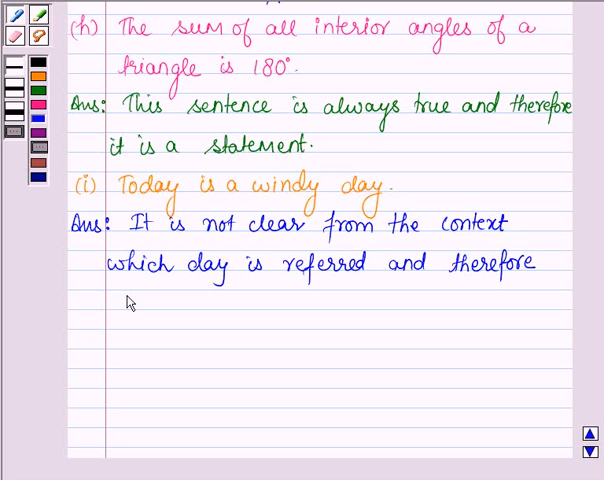 (h) The sum of all interior angles of a
triangle is 180°.
Ans: This sentence is always true and therefore
it is a statement.
(i) Today is a windy day.
Ans: It is not clear from the context
which day is referred and therefore